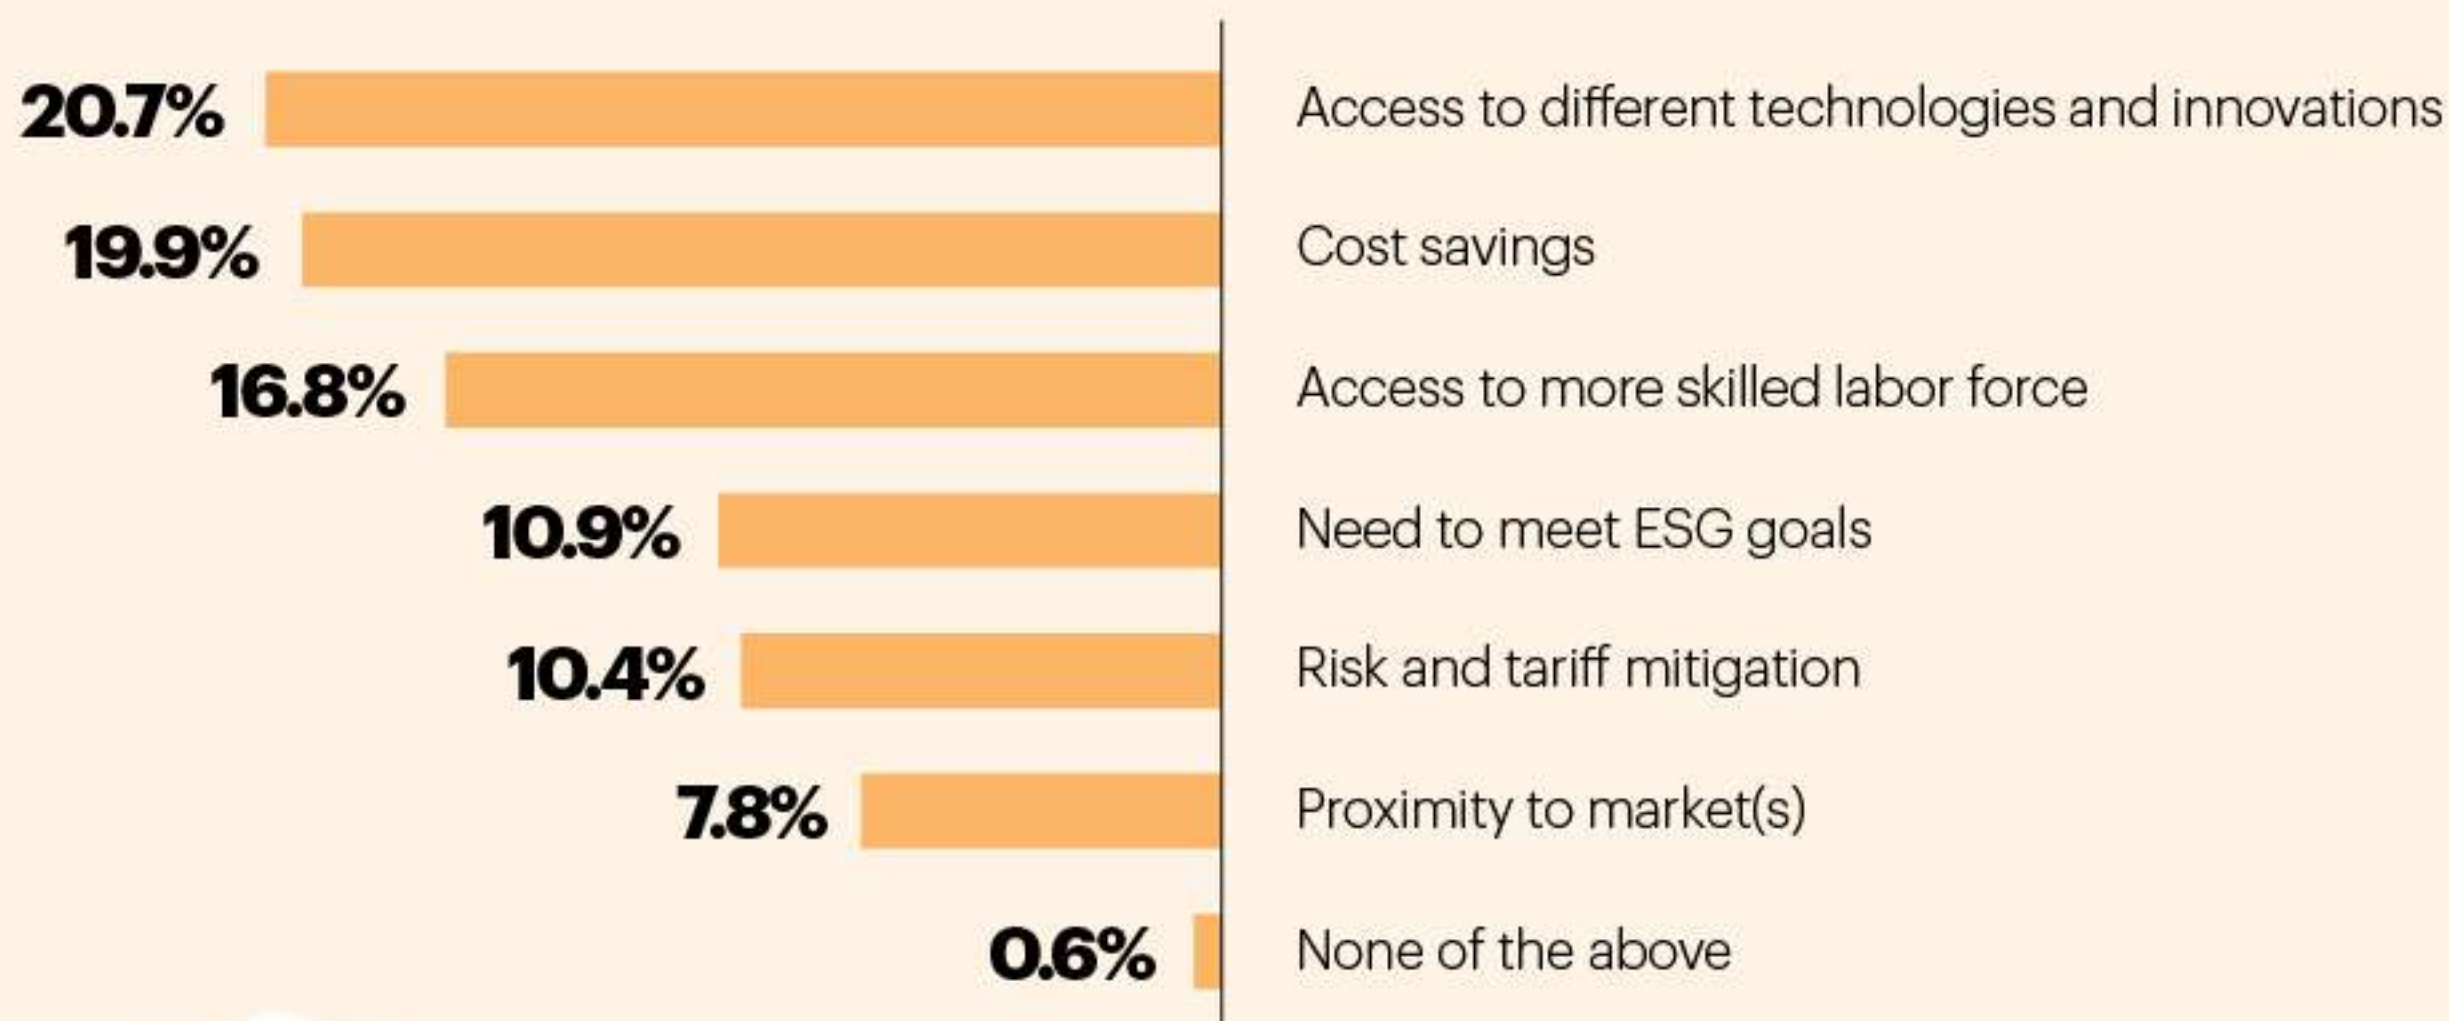 20.7% Access to different technologies and innovations
19.9% Cost savings
16.8% Access to more skilled labor force
10.9% Need to meet ESG goals
10.4% Risk and tariff mitigation
7.8% Proximity to market(s)
0.6% None of the above